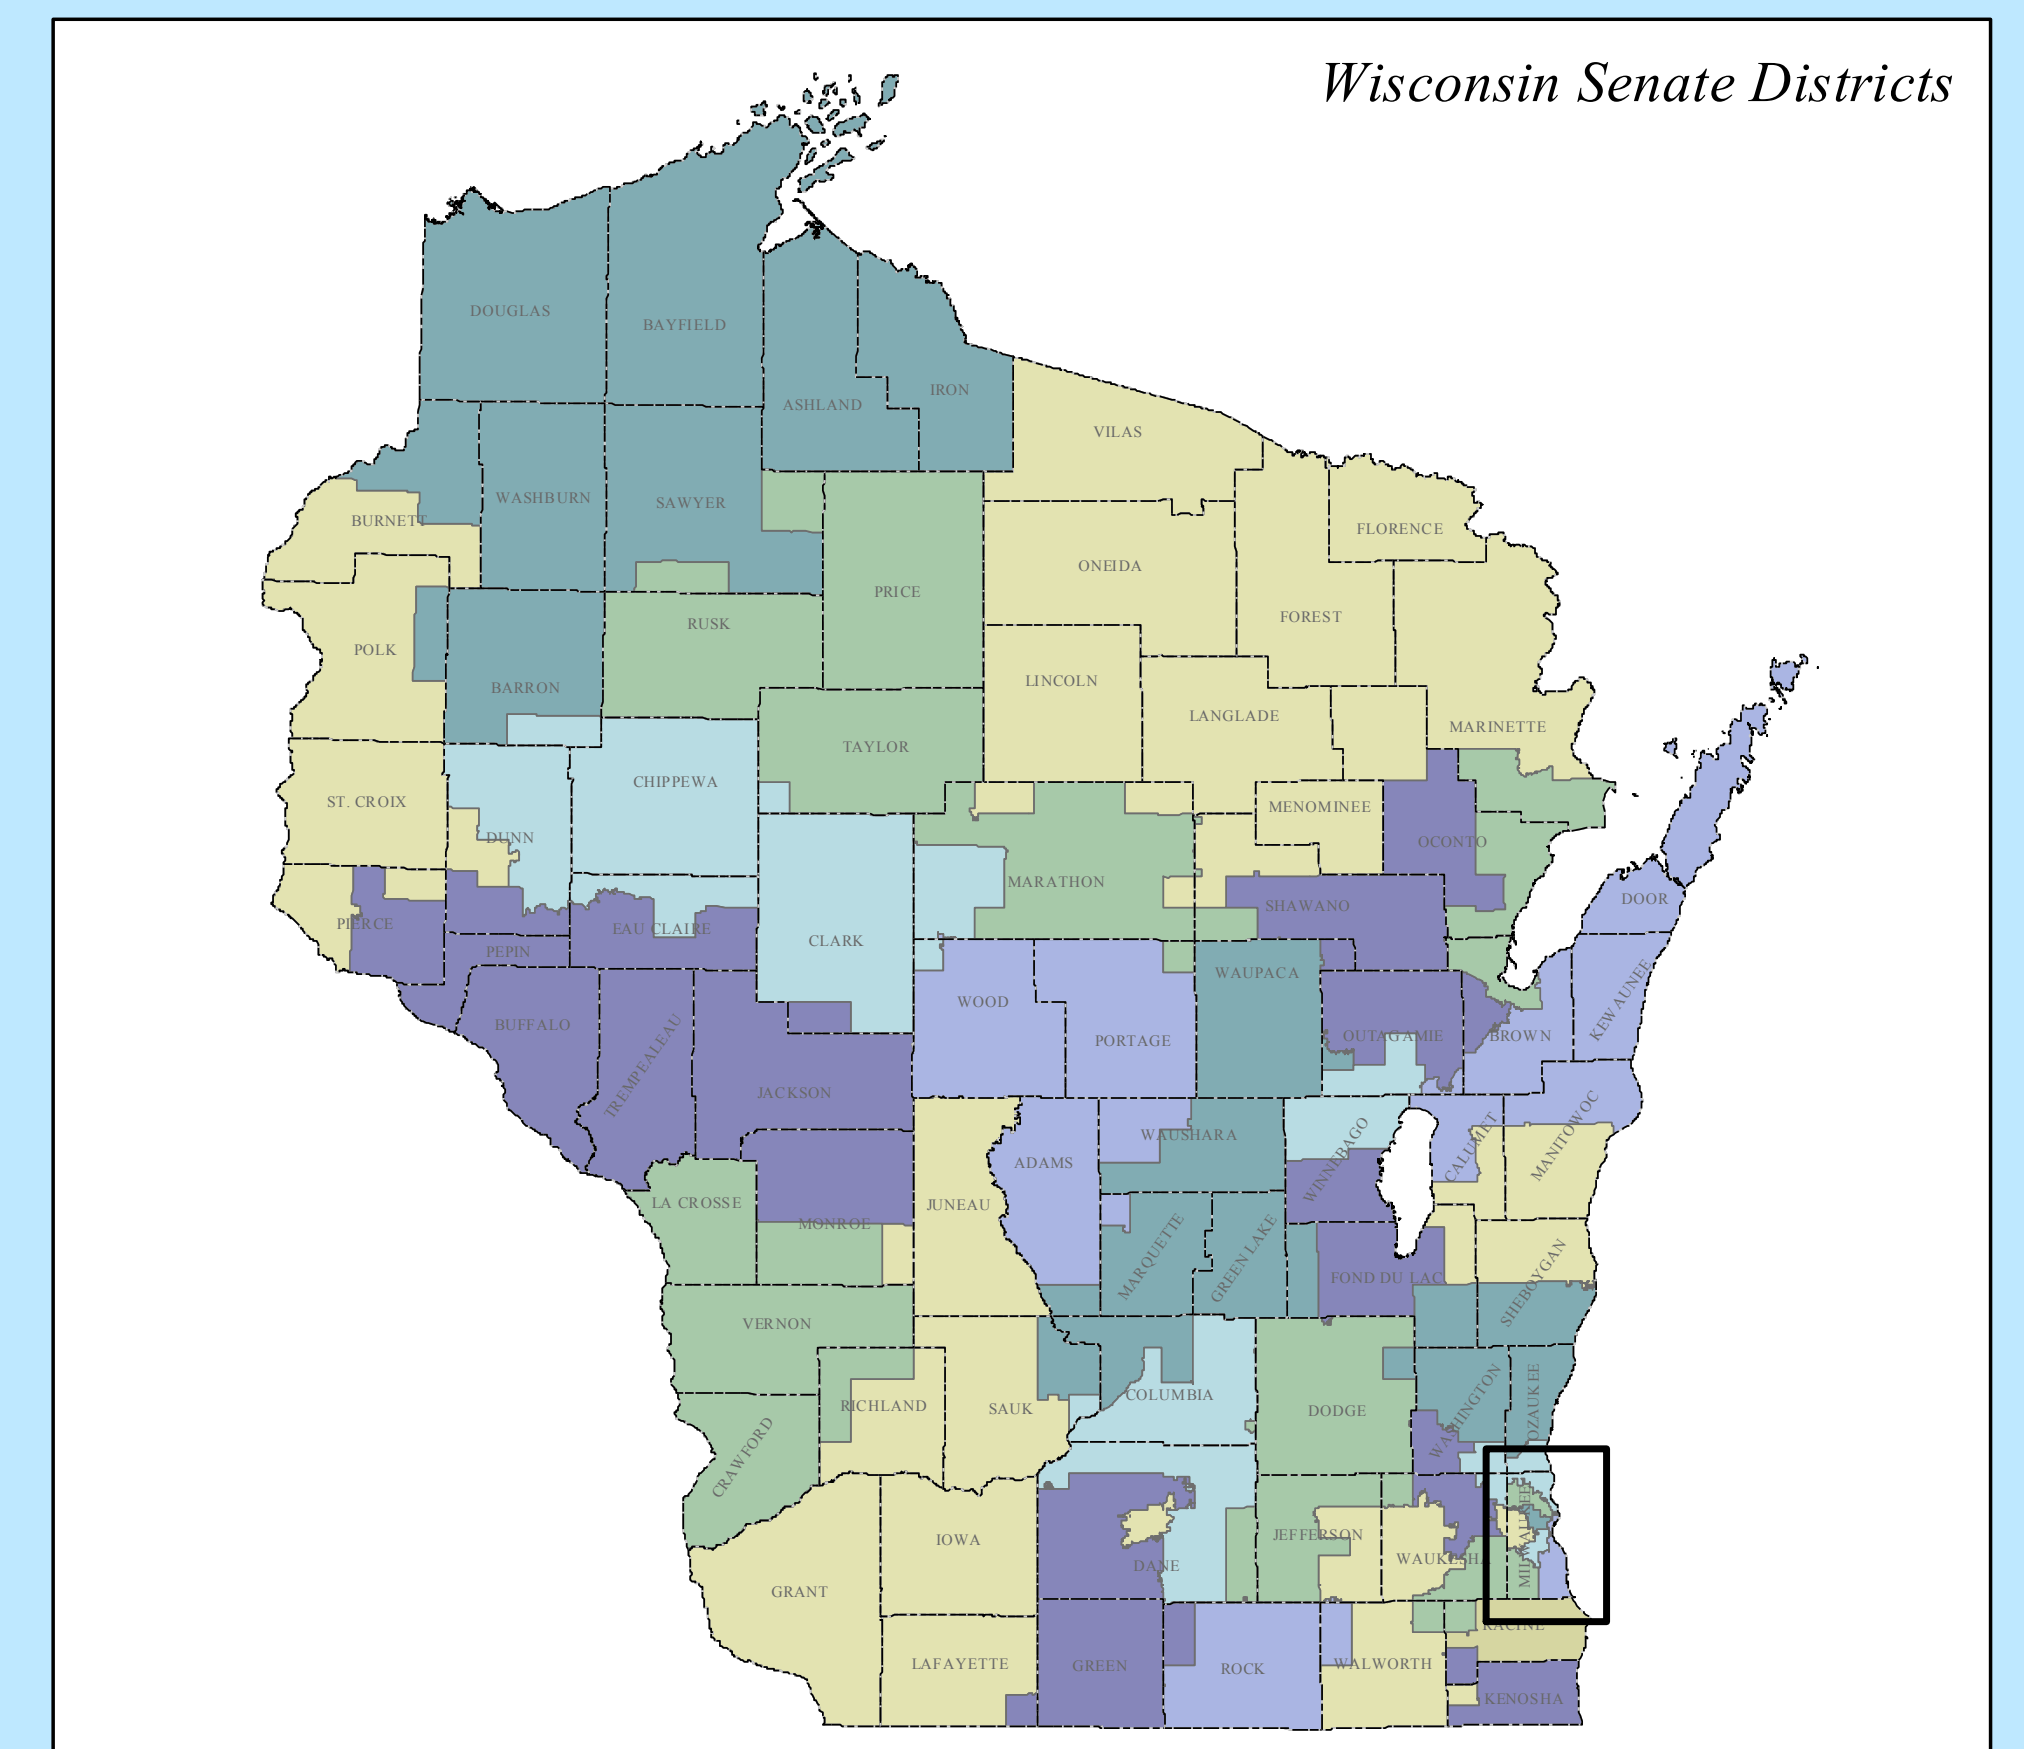 Wisconsin Senate Districts
DOUGLAS
BAYFIELD
IRON
ASHLAND
VILAS
WASHBURN
SAWYER
BURNETT
FLORENCE
ONEIDA
PRICE
FOREST
RUSK
POLK
LINCOLN
BARRON
LANGLADE
MARINETTE
TAYLOR
CHIPPEWA
ST. CROIX
MENOMINEE
DUNN
OCONTO
MARATHON
DOOR
SHAWANO
PIERCE
EAU CLAIRE
CLARK
PEPIN
WAUPACA
WOOD
KEWAUNEE
BUFFALO
OUTAGAMIE
BROWN
PORTAGE
TREMPEALEAU
JACKSON
WAUSHARA
CALUMET
MANITOWOC
WINNEBAGO
ADAMS
LA CROSSE
JUNEAU
MONROE
MARQUETTE
GREEN LAKE
FOND DU LAC
SHEBOYGAN
VERNON
COLUMBIA
RICHLAND
SAUK
DODGE
WASHINGTON
OZAUKEE
CRAWFORD
IOWA
JEFFERSON
MILWAUKEE
WAUKESHA
DANE
GRANT
RACINE
LAFAYETTE
GREEN
ROCK
WALWORTH
KENOSHA